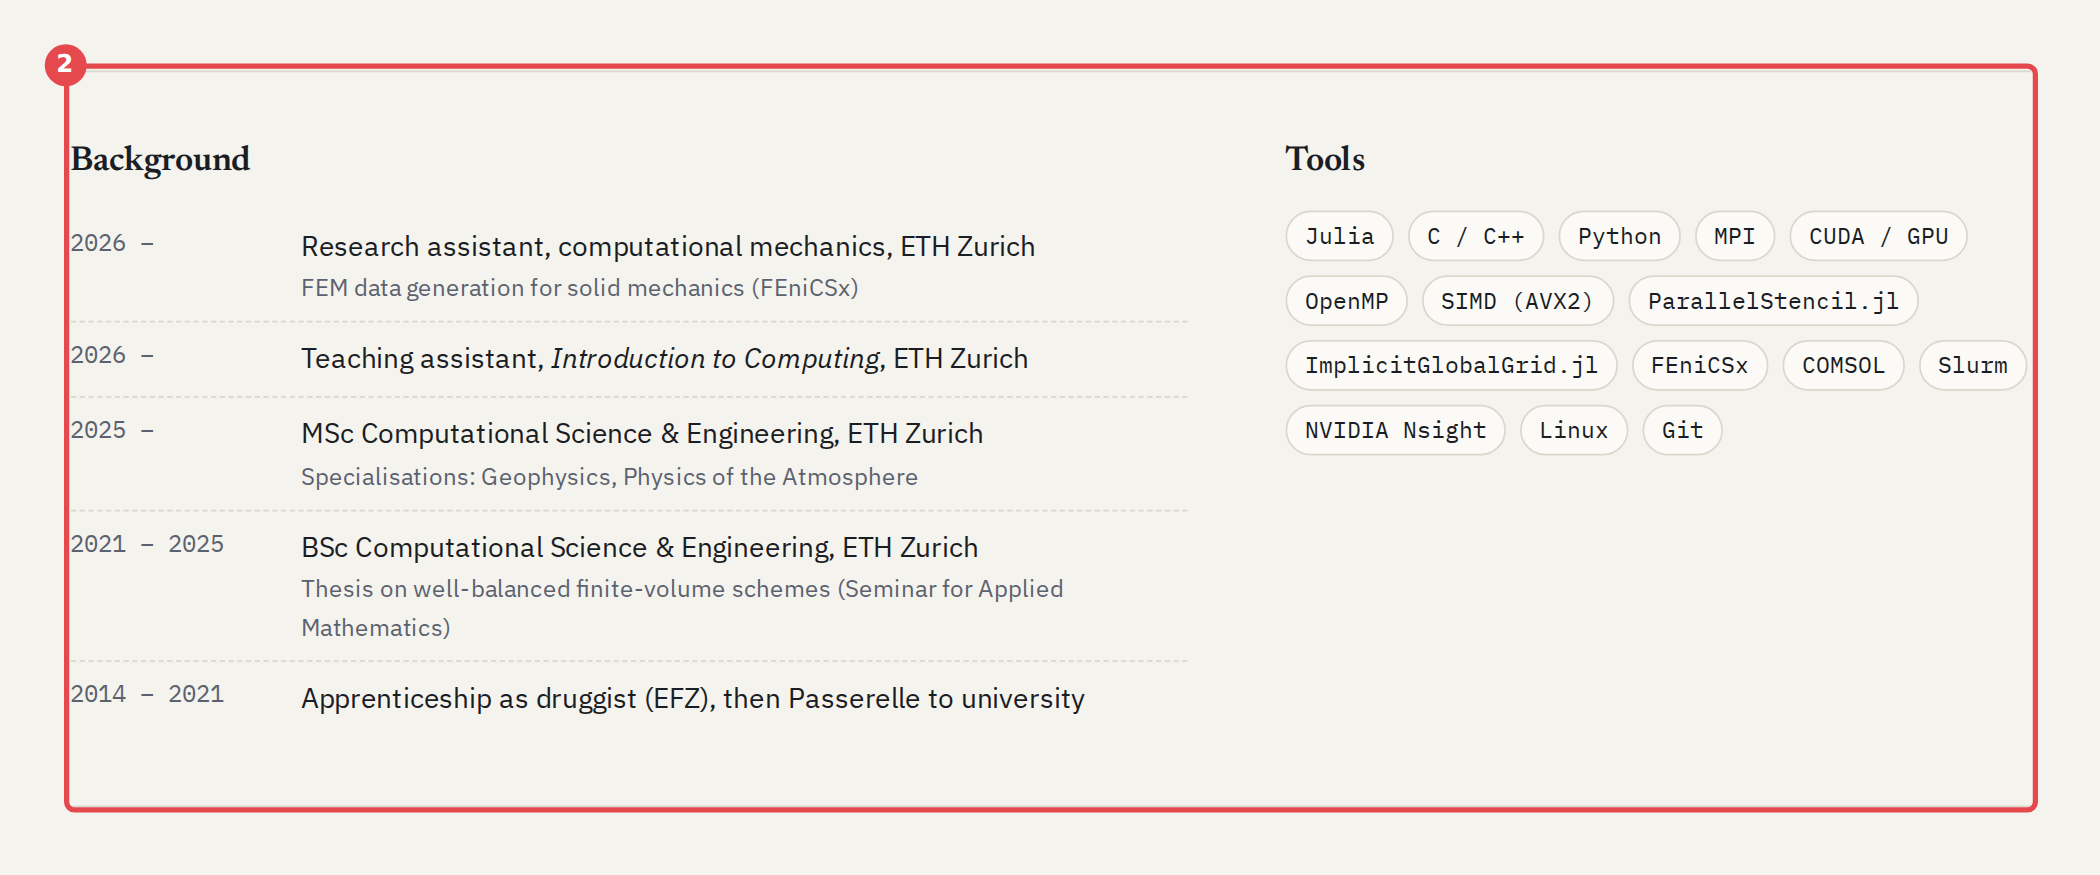 2
Background
2026 –
Research assistant, computational mechanics, ETH Zurich
FEM data generation for solid mechanics (FEniCSx)
2026 –
Teaching assistant, Introduction to Computing, ETH Zurich
2025 –
MSc Computational Science & Engineering, ETH Zurich
Specialisations: Geophysics, Physics of the Atmosphere
2021 – 2025
BSc Computational Science & Engineering, ETH Zurich
Thesis on well-balanced finite-volume schemes (Seminar for Applied
Mathematics)
2014 – 2021
Apprenticeship as druggist (EFZ), then Passerelle to university
Tools
Julia C / C++ Python MPI CUDA / GPU
OpenMP SIMD (AVX2) ParallelStencil.jl
ImplicitGlobalGrid.jl FEniCSx COMSOL Slurm
NVIDIA Nsight Linux Git